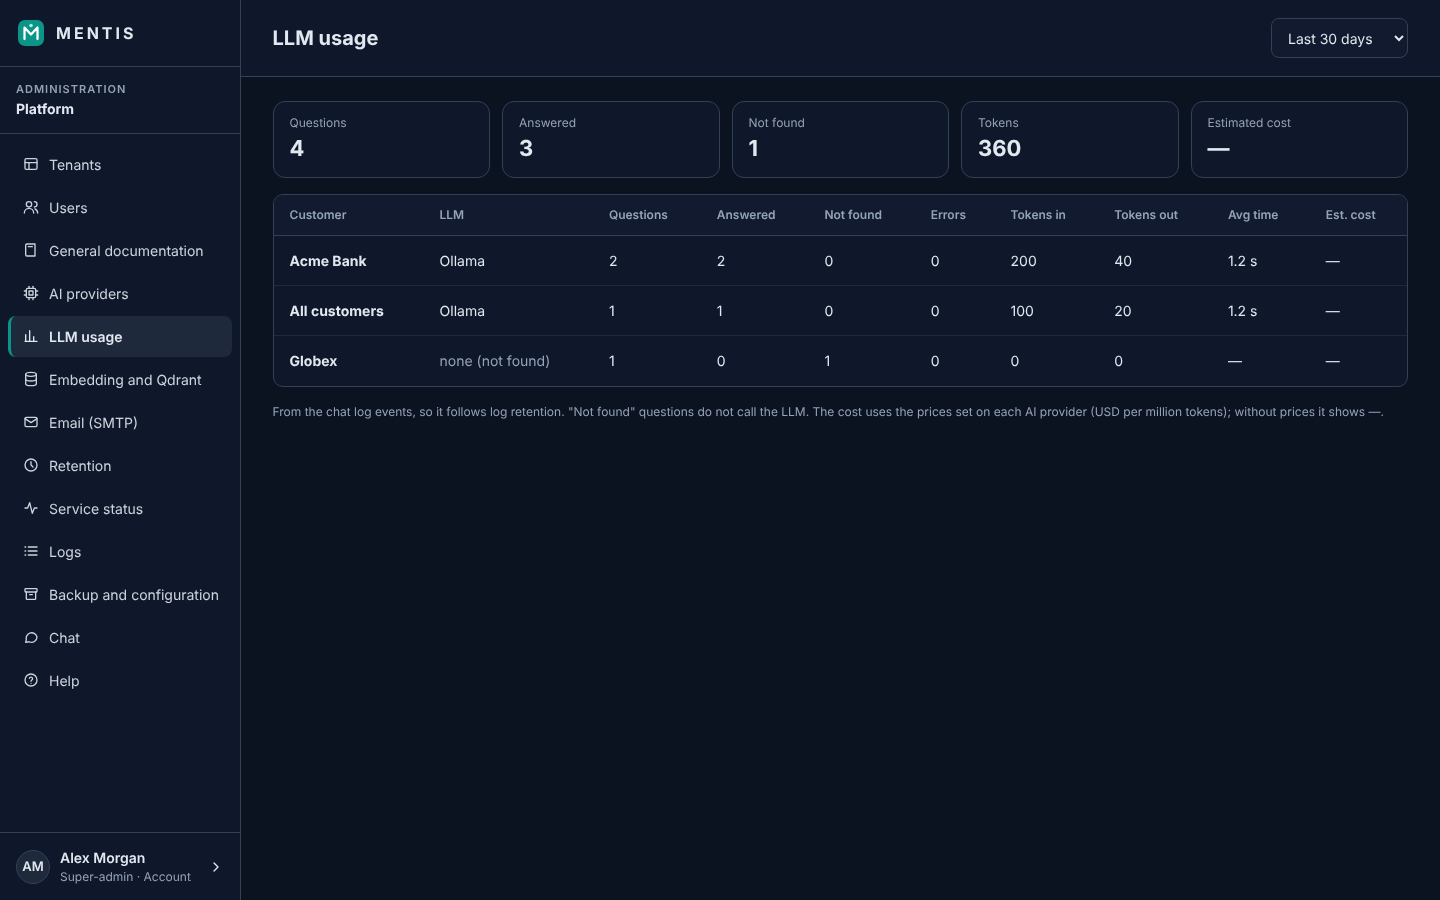 MENTIS
ADMINISTRATION
Platform
Tenants
Users
General documentation
AI providers
LLM usage
Embedding and Qdrant
Email (SMTP)
Retention
Service status
Logs
Backup and configuration
Chat
Help
AM
Alex Morgan
Super-admin · Account
LLM usage
Last 30 days
Questions
4
Answered
3
Not found
1
Tokens
360
Estimated cost
—
Customer LLM Questions Answered Not found Errors Tokens in Tokens out Avg time Est. cost
Acme Bank Ollama 2 2 0 0 200 40 1.2 s —
All customers Ollama 1 1 0 0 100 20 1.2 s —
Globex none (not found) 1 0 1 0 0 0 — —
From the chat log events, so it follows log retention. "Not found" questions do not call the LLM. The cost uses the prices set on each AI provider (USD per million tokens); without prices it shows —.